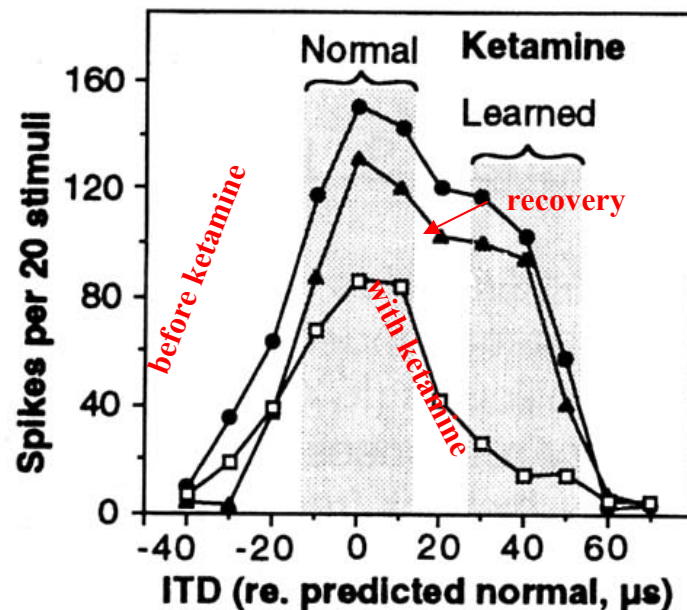 Normal
Ketamine
Learned
160
120
80
40
0
-40
-20
0
20
40
60
Spikes per 20 stimuli
ITD (re. predicted normal, µs)
before ketamine
with ketamine
recovery